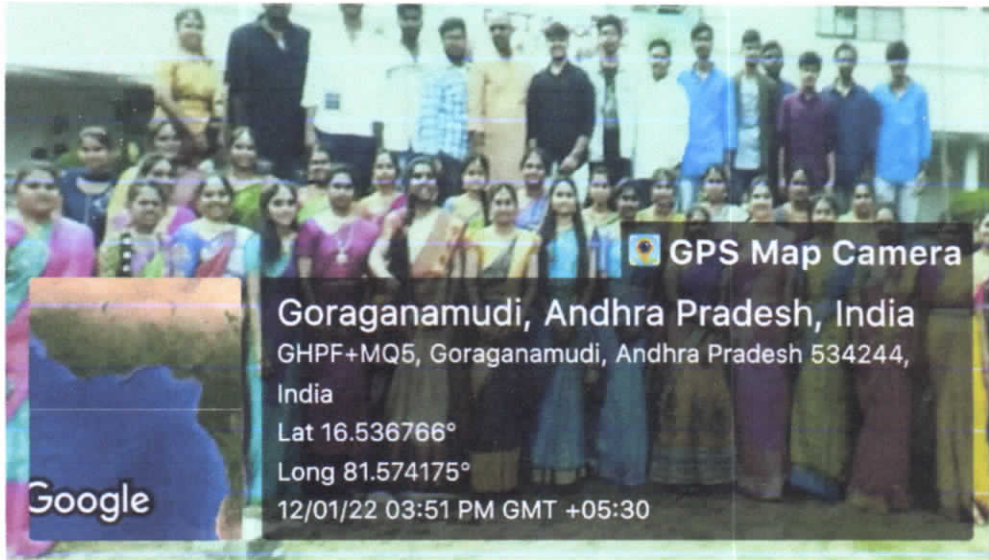 GPS Map Camera
Goraganamudi, Andhra Pradesh, India
GHPF+MQ5, Goraganamudi, Andhra Pradesh 534244,
India
Lat 16.536766°
Long 81.574175°
12/01/22 03:51 PM GMT +05:30
Google